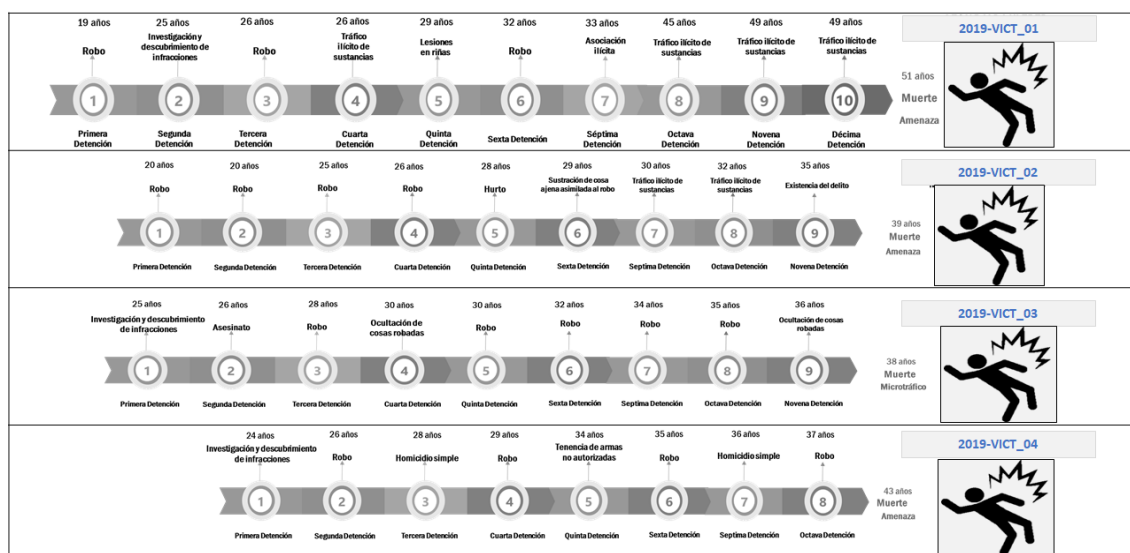 19 años 25 años 26 años 26 años 29 años 32 años 33 años 45 años 49 años 49 años
2019-VICT_01
Robo
Investigación y
descubrimiento de
infracciones
Robo
Tráfico
ilícito de
sustancias
Lesiones
en riñas
Robo
Asociación
ilícita
Tráfico ilícito de
sustancias
Tráfico ilícito de
sustancias
Tráfico ilícito de
sustancias
1 2 3 4 5 6 7 8 9 10
51 años
Muerte
Amenaza
Primera
Detención
Segunda
Detención
Tercera
Detención
Cuarta
Detención
Quinta
Detención
Sexta Detención
Séptima
Detención
Octava
Detención
Novena
Detención
Décima
Detención
20 años 20 años 25 años 26 años 28 años 29 años 30 años 32 años 35 años
2019-VICT_02
Robo
Robo
Robo
Robo
Hurto
Sustración de cosa
ajena asimilada al robo
Tráfico ilícito de
sustancias
Tráfico ilícito de
sustancias
Existencia del delito
1 2 3 4 5 6 7 8 9
39 años
Muerte
Amenaza
Primera Detención Segunda Detención Tercera Detención Cuarta Detención Quinta Detención Sexta Detención Septima Detención Octava Detención Novena Detención
25 años 26 años 28 años 30 años 30 años 32 años 34 años 35 años 36 años
2019-VICT_03
Investigación y descubrimiento
de infracciones
Asesinato
Robo
Ocultación de
cosas robadas
Robo
Robo
Robo
Robo
Ocultación de cosas
robadas
1 2 3 4 5 6 7 8 9
38 años
Muerte
Microtráfico
Primera Detención Segunda Detención Tercera Detención Cuarta Detención Quinta Detención Sexta Detención Septima Detención Octava Detención Novena Detención
24 años 26 años 28 años 29 años 34 años 35 años 36 años 37 años
2019-VICT_04
Investigación y descubrimiento
de infracciones
Robo
Homicidio simple
Robo
Tenencia de armas
no autorizadas
Robo
Homicidio simple
Robo
1 2 3 4 5 6 7 8
43 años
Muerte
Amenaza
Primera Detención Segunda Detención Tercera Detención Cuarta Detención Quinta Detención Sexta Detención Septima Detención Octava Detención